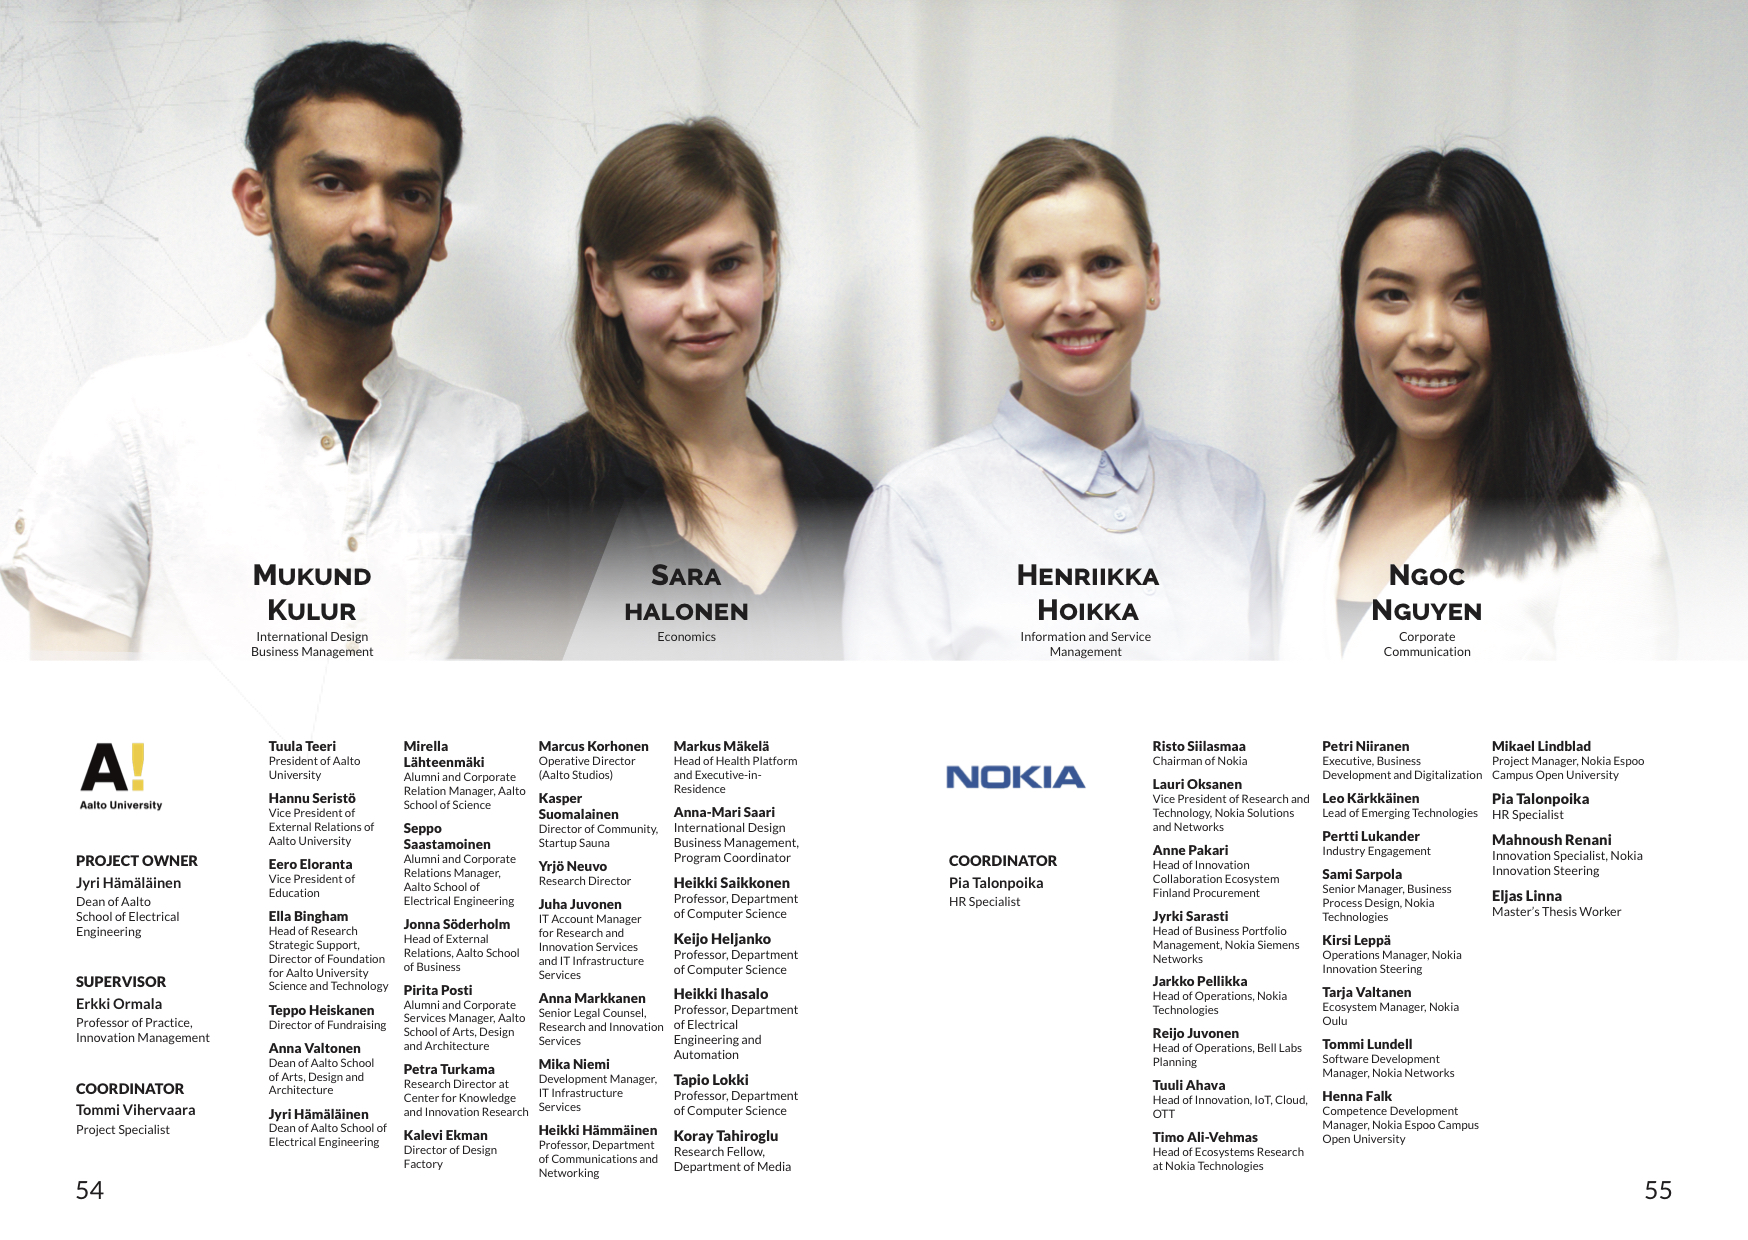 MUKUND
KULUR
International Design
Business Management
SARA
HALONEN
Economics
HENRIIKKA
HOIKKA
Information and Service
Management
NGOC
NGUYEN
Corporate
Communication
A!
Aalto University
PROJECT OWNER
Jyri Hämäläinen
Dean of Aalto
School of Electrical
Engineering
SUPERVISOR
Erkki Ormala
Professor of Practice,
Innovation Management
COORDINATOR
Tommi Vihervaara
Project Specialist
Tuula Teeri
President of Aalto
University
Hannu Seristö
Vice President of
External Relations of
Aalto University
Eero Eloranta
Vice President of
Education
Ella Bingham
Head of Research
Strategic Support,
Director of Foundation
for Aalto University
Science and Technology
Teppo Heiskanen
Director of Fundraising
Anna Valtonen
Dean of Aalto School
of Arts, Design and
Architecture
Jyri Hämäläinen
Dean of Aalto School of
Electrical Engineering
Mirella
Lähteenmäki
Alumni and Corporate
Relation Manager, Aalto
School of Science
Seppo
Saastamoinen
Alumni and Corporate
Relations Manager,
Aalto School of
Electrical Engineering
Jonna Söderholm
Head of External
Relations, Aalto School
of Business
Pirita Posti
Alumni and Corporate
Services Manager, Aalto
School of Arts, Design
and Architecture
Petra Turkama
Research Director at
Center for Knowledge
and Innovation Research
Kalevi Ekman
Director of Design
Factory
Marcus Korhonen
Operative Director
(Aalto Studios)
Kasper
Suomalainen
Director of Community,
Startup Sauna
Yrjö Neuvo
Research Director
Juha Juvonen
IT Account Manager
for Research and
Innovation Services
and IT Infrastructure
Services
Anna Markkanen
Senior Legal Counsel,
Research and Innovation
Services
Mika Niemi
Development Manager,
IT Infrastructure
Services
Heikki Hämmäinen
Professor, Department
of Communications and
Networking
Markus Mäkelä
Head of Health Platform
and Executive-in-
Residence
Anna-Mari Saari
International Design
Business Management,
Program Coordinator
Heikki Saikkonen
Professor, Department
of Computer Science
Keijo Heljanko
Professor, Department
of Computer Science
Heikki Ihasalo
Professor, Department
of Electrical
Engineering and
Automation
Tapio Lokki
Professor, Department
of Computer Science
Koray Tahiroglu
Research Fellow,
Department of Media
54
NOKIA
COORDINATOR
Pia Talonpoika
HR Specialist
Risto Siilasmaa
Chairman of Nokia
Lauri Oksanen
Vice President of Research and
Technology, Nokia Solutions
and Networks
Anne Pakari
Head of Innovation
Collaboration Ecosystem
Finland Procurement
Jyrki Sarasti
Head of Business Portfolio
Management, Nokia Siemens
Networks
Jarkko Pellikka
Head of Operations, Nokia
Technologies
Reijo Juvonen
Head of Operations, Bell Labs
Planning
Tuuli Ahava
Head of Innovation, IoT, Cloud,
OTT
Timo Ali-Vehmas
Head of Ecosystems Research
at Nokia Technologies
Petri Niiranen
Executive, Business
Development and Digitalization
Leo Kärkkäinen
Lead of Emerging Technologies
Pertti Lukander
Industry Engagement
Sami Sarpola
Senior Manager, Business
Process Design, Nokia
Technologies
Kirsi Leppä
Operations Manager, Nokia
Innovation Steering
Tarja Valtanen
Ecosystem Manager, Nokia
Oulu
Tommi Lundell
Software Development
Manager, Nokia Networks
Henna Falk
Competence Development
Manager, Nokia Espoo Campus
Open University
Mikael Lindblad
Project Manager, Nokia Espoo
Campus Open University
Pia Talonpoika
HR Specialist
Mahnoush Renani
Innovation Specialist, Nokia
Innovation Steering
Eljas Linna
Master's Thesis Worker
55